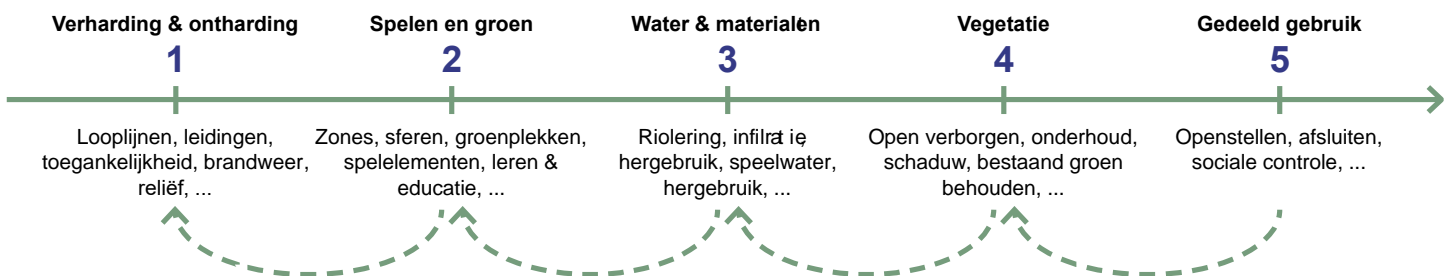 Verharding & ontharding
1
Looplijnen, leidingen,
toegankelijkheid, brandweer,
reliëf, ...
Spelen en groen
2
Zones, sferen, groenplekken,
spelelementen, leren &
educatie, ...
Water & materialen
3
Riolering, infilrat ie,
hergebruik, speelwater,
hergebruik, ...
Vegetatie
4
Open verborgen, onderhoud,
schaduw, bestaand groen
behouden, ...
Gedeeld gebruik
5
Openstellen, afsluiten,
sociale controle, ...